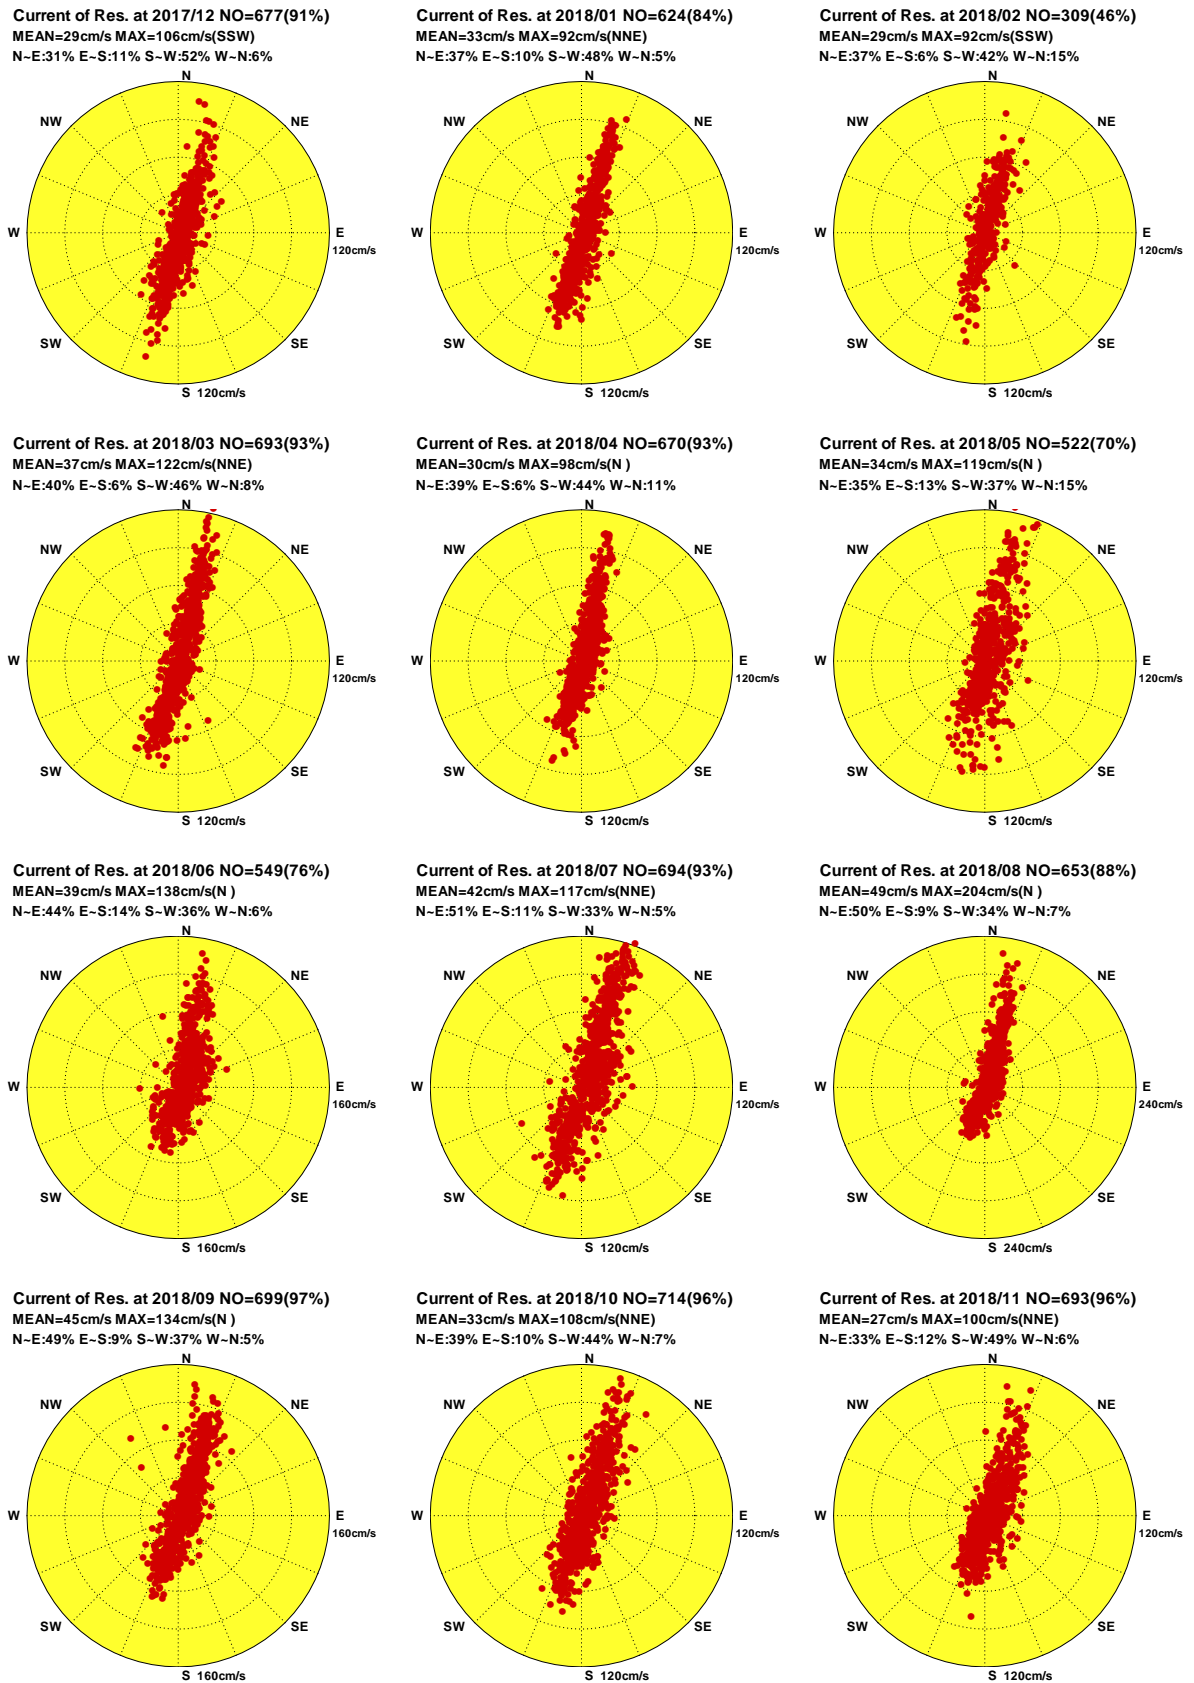 Current of Res. at 2017/12 NO=677(91%)
MEAN=29cm/s MAX=106cm/s(SSW)
N~E:31% E~S:11% S~W:52% W~N:6%
N
NW
NE
W
E
120cm/s
SW
SE
S 120cm/s
Current of Res. at 2018/01 NO=624(84%)
MEAN=33cm/s MAX=92cm/s(NNE)
N~E:37% E~S:10% S~W:48% W~N:5%
N
NW
NE
W
E
120cm/s
SW
SE
S 120cm/s
Current of Res. at 2018/02 NO=309(46%)
MEAN=29cm/s MAX=92cm/s(SSW)
N~E:37% E~S:6% S~W:42% W~N:15%
N
NW
NE
W
E
120cm/s
SW
SE
S 120cm/s
Current of Res. at 2018/03 NO=693(93%)
MEAN=37cm/s MAX=122cm/s(NNE)
N~E:40% E~S:6% S~W:46% W~N:8%
N
NW
NE
W
E
120cm/s
SW
SE
S 120cm/s
Current of Res. at 2018/04 NO=670(93%)
MEAN=30cm/s MAX=98cm/s(N )
N~E:39% E~S:6% S~W:44% W~N:11%
N
NW
NE
W
E
120cm/s
SW
SE
S 120cm/s
Current of Res. at 2018/05 NO=522(70%)
MEAN=34cm/s MAX=119cm/s(N )
N~E:35% E~S:13% S~W:37% W~N:15%
N
NW
NE
W
E
120cm/s
SW
SE
S 120cm/s
Current of Res. at 2018/06 NO=549(76%)
MEAN=39cm/s MAX=138cm/s(N )
N~E:44% E~S:14% S~W:36% W~N:6%
N
NW
NE
W
E
160cm/s
SW
SE
S 160cm/s
Current of Res. at 2018/07 NO=694(93%)
MEAN=42cm/s MAX=117cm/s(NNE)
N~E:51% E~S:11% S~W:33% W~N:5%
N
NW
NE
W
E
120cm/s
SW
SE
S 120cm/s
Current of Res. at 2018/08 NO=653(88%)
MEAN=49cm/s MAX=204cm/s(N )
N~E:50% E~S:9% S~W:34% W~N:7%
N
NW
NE
W
E
240cm/s
SW
SE
S 240cm/s
Current of Res. at 2018/09 NO=699(97%)
MEAN=45cm/s MAX=134cm/s(N )
N~E:49% E~S:9% S~W:37% W~N:5%
N
NW
NE
W
E
160cm/s
SW
SE
S 160cm/s
Current of Res. at 2018/10 NO=714(96%)
MEAN=33cm/s MAX=108cm/s(NNE)
N~E:39% E~S:10% S~W:44% W~N:7%
N
NW
NE
W
E
120cm/s
SW
SE
S 120cm/s
Current of Res. at 2018/11 NO=693(96%)
MEAN=27cm/s MAX=100cm/s(NNE)
N~E:33% E~S:12% S~W:49% W~N:6%
N
NW
NE
W
E
120cm/s
SW
SE
S 120cm/s